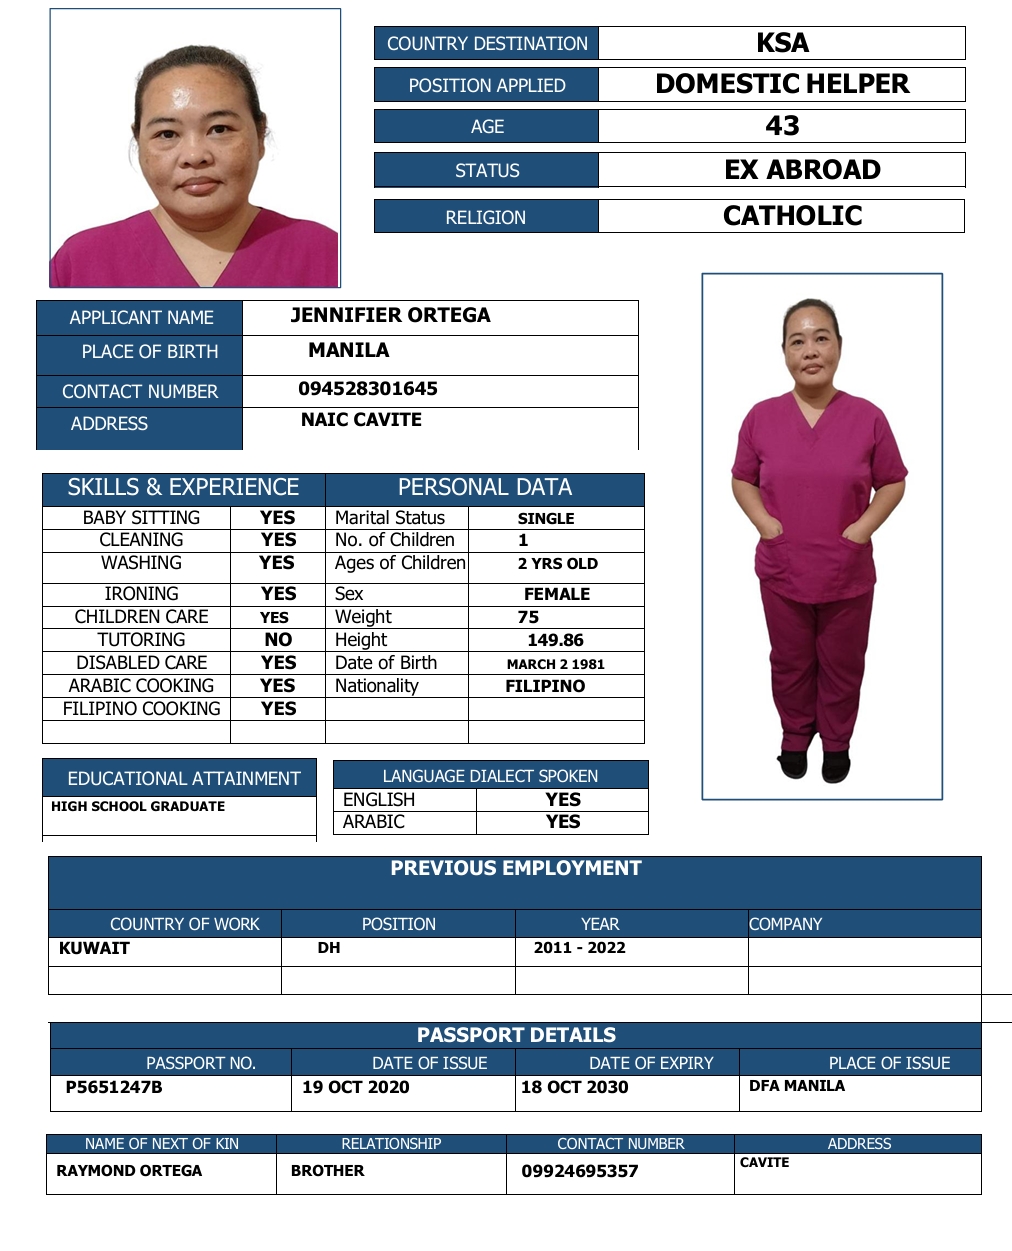 COUNTRY DESTINATION KSA
POSITION APPLIED DOMESTIC HELPER
AGE 43
STATUS EX ABROAD
RELIGION CATHOLIC
APPLICANT NAME JENNIFIER ORTEGA
PLACE OF BIRTH MANILA
CONTACT NUMBER 094528301645
ADDRESS NAIC CAVITE
SKILLS & EXPERIENCE PERSONAL DATA
BABY SITTING YES Marital Status SINGLE
CLEANING YES No. of Children 1
WASHING YES Ages of Children 2 YRS OLD
IRONING YES Sex FEMALE
CHILDREN CARE YES Weight 75
TUTORING NO Height 149.86
DISABLED CARE YES Date of Birth MARCH 2 1981
ARABIC COOKING YES Nationality FILIPINO
FILIPINO COOKING YES
EDUCATIONAL ATTAINMENT
HIGH SCHOOL GRADUATE
LANGUAGE DIALECT SPOKEN
ENGLISH YES
ARABIC YES
PREVIOUS EMPLOYMENT
COUNTRY OF WORK POSITION YEAR COMPANY
KUWAIT DH 2011 - 2022
PASSPORT DETAILS
PASSPORT NO. DATE OF ISSUE DATE OF EXPIRY PLACE OF ISSUE
P5651247B 19 OCT 2020 18 OCT 2030 DFA MANILA
NAME OF NEXT OF KIN RELATIONSHIP CONTACT NUMBER ADDRESS
RAYMOND ORTEGA BROTHER 09924695357 CAVITE